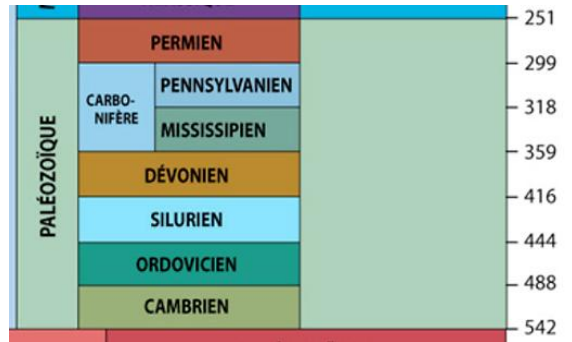 251
PERMIEN
299
PENNSYLVANIEN
CARBO-
NIFÈRE
318
MISSISSIPIEN
359
PALÉOZOÏQUE
DÉVONIEN
416
SILURIEN
444
ORDOVICIEN
488
CAMBRIEN
542